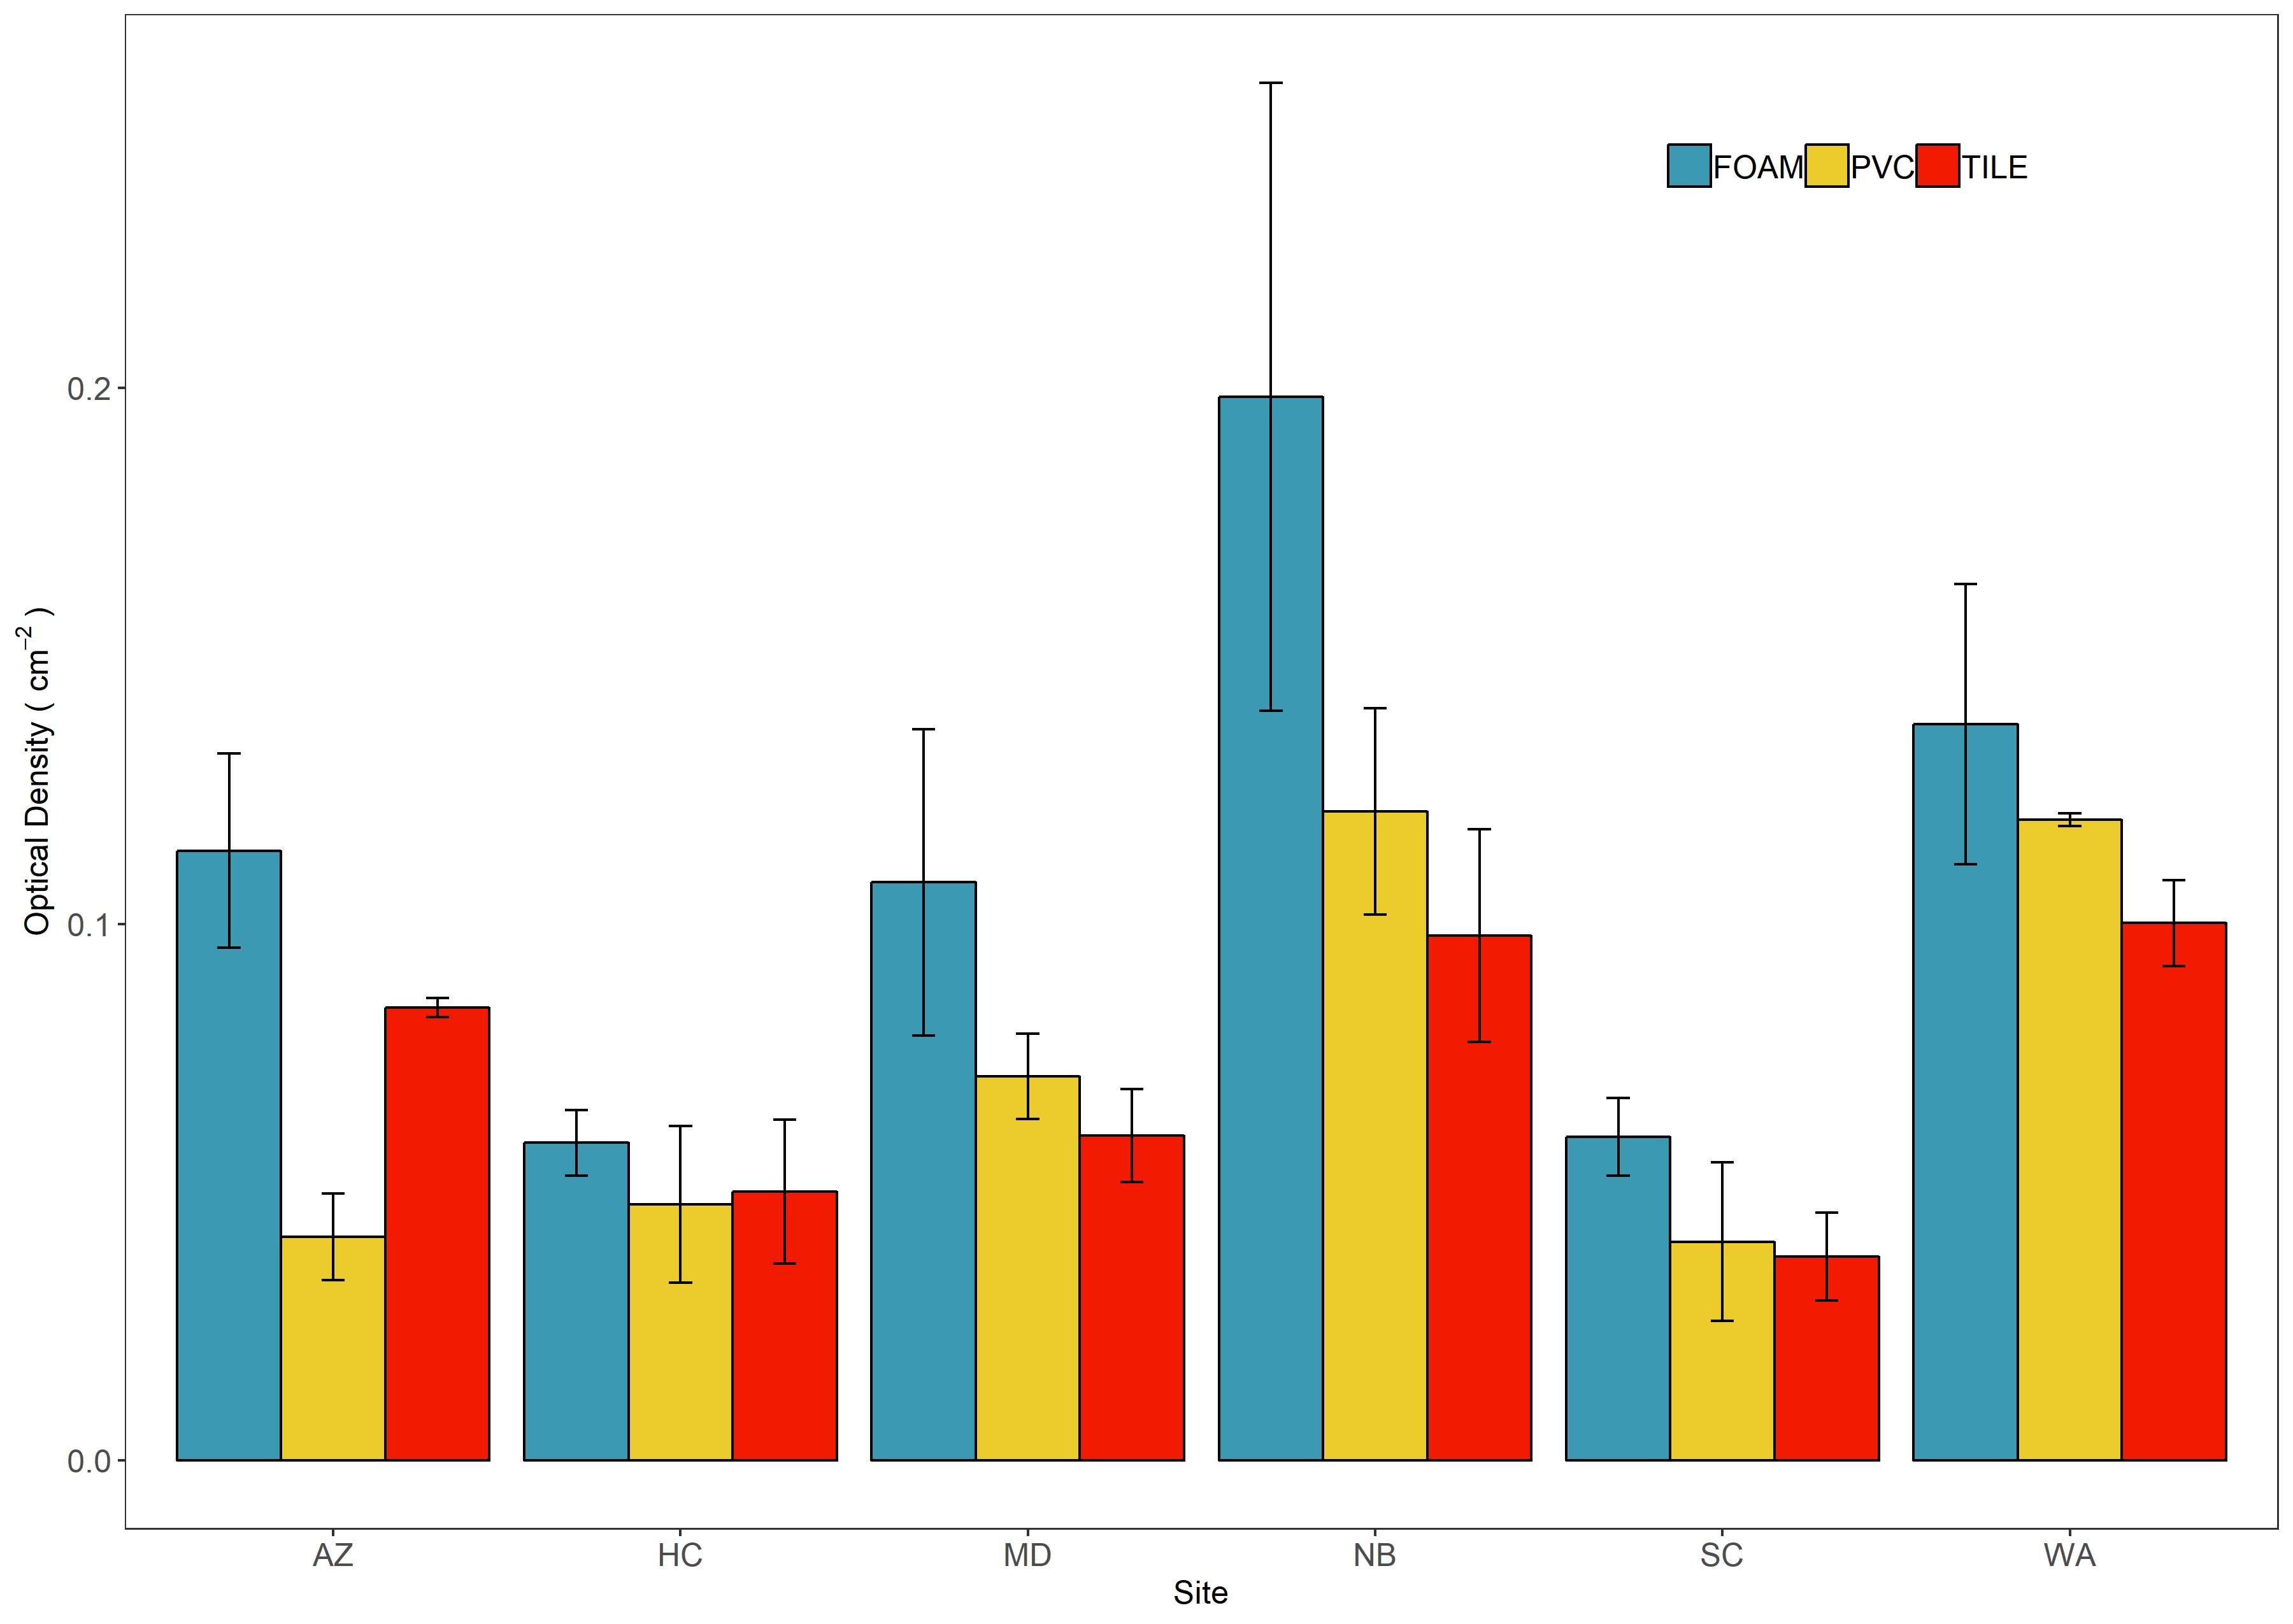 FOAM PVC TILE
0.2
0.1
0.0
Optical Density ( cm⁻² )
AZ HC MD NB SC WA
Site